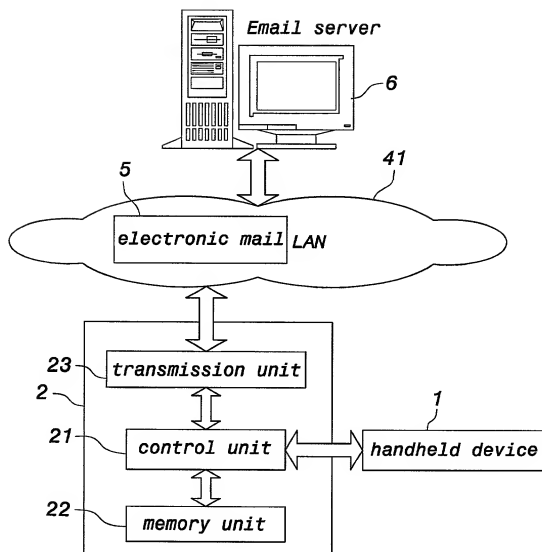 Email server
6
41
5
electronic mail LAN
23
transmission unit
2
21
control unit
1
handheld device
22
memory unit